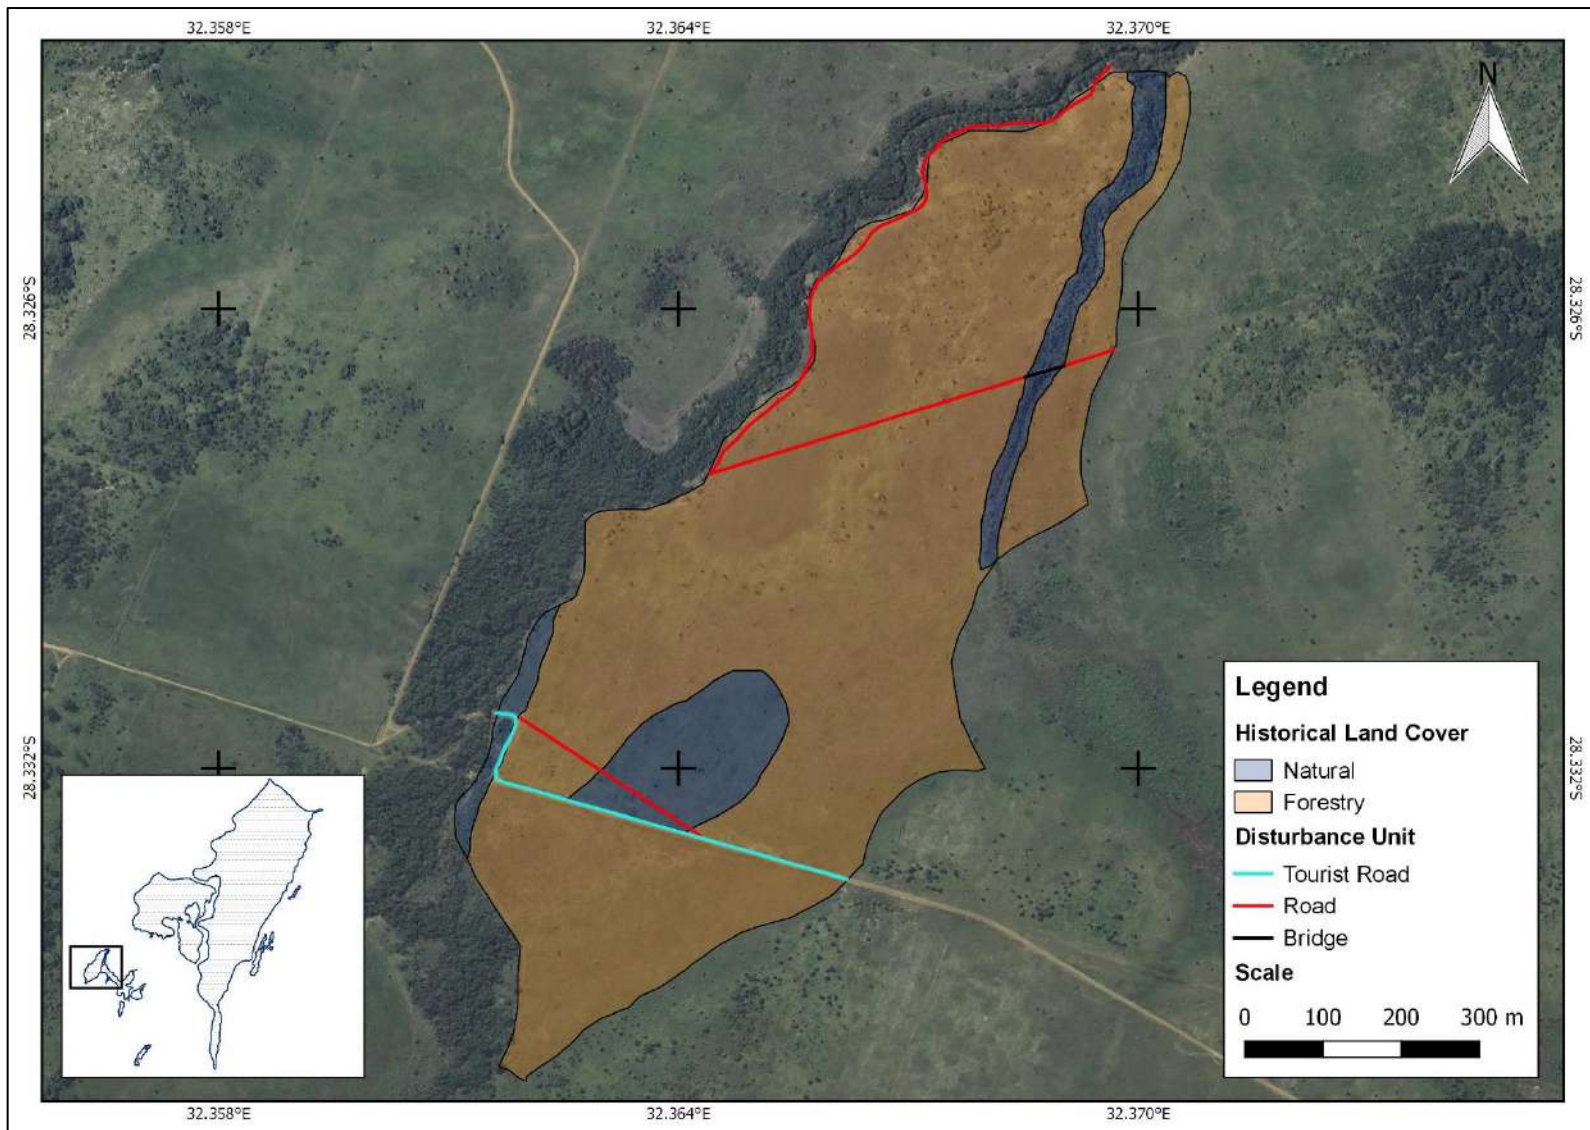 32.358°E 32.364°E 32.370°E
N
28.326°S 28.326°S
28.332°S 28.332°S
Legend
Historical Land Cover
Natural
Forestry
Disturbance Unit
Tourist Road
Road
Bridge
Scale
0 100 200 300 m
32.358°E 32.364°E 32.370°E